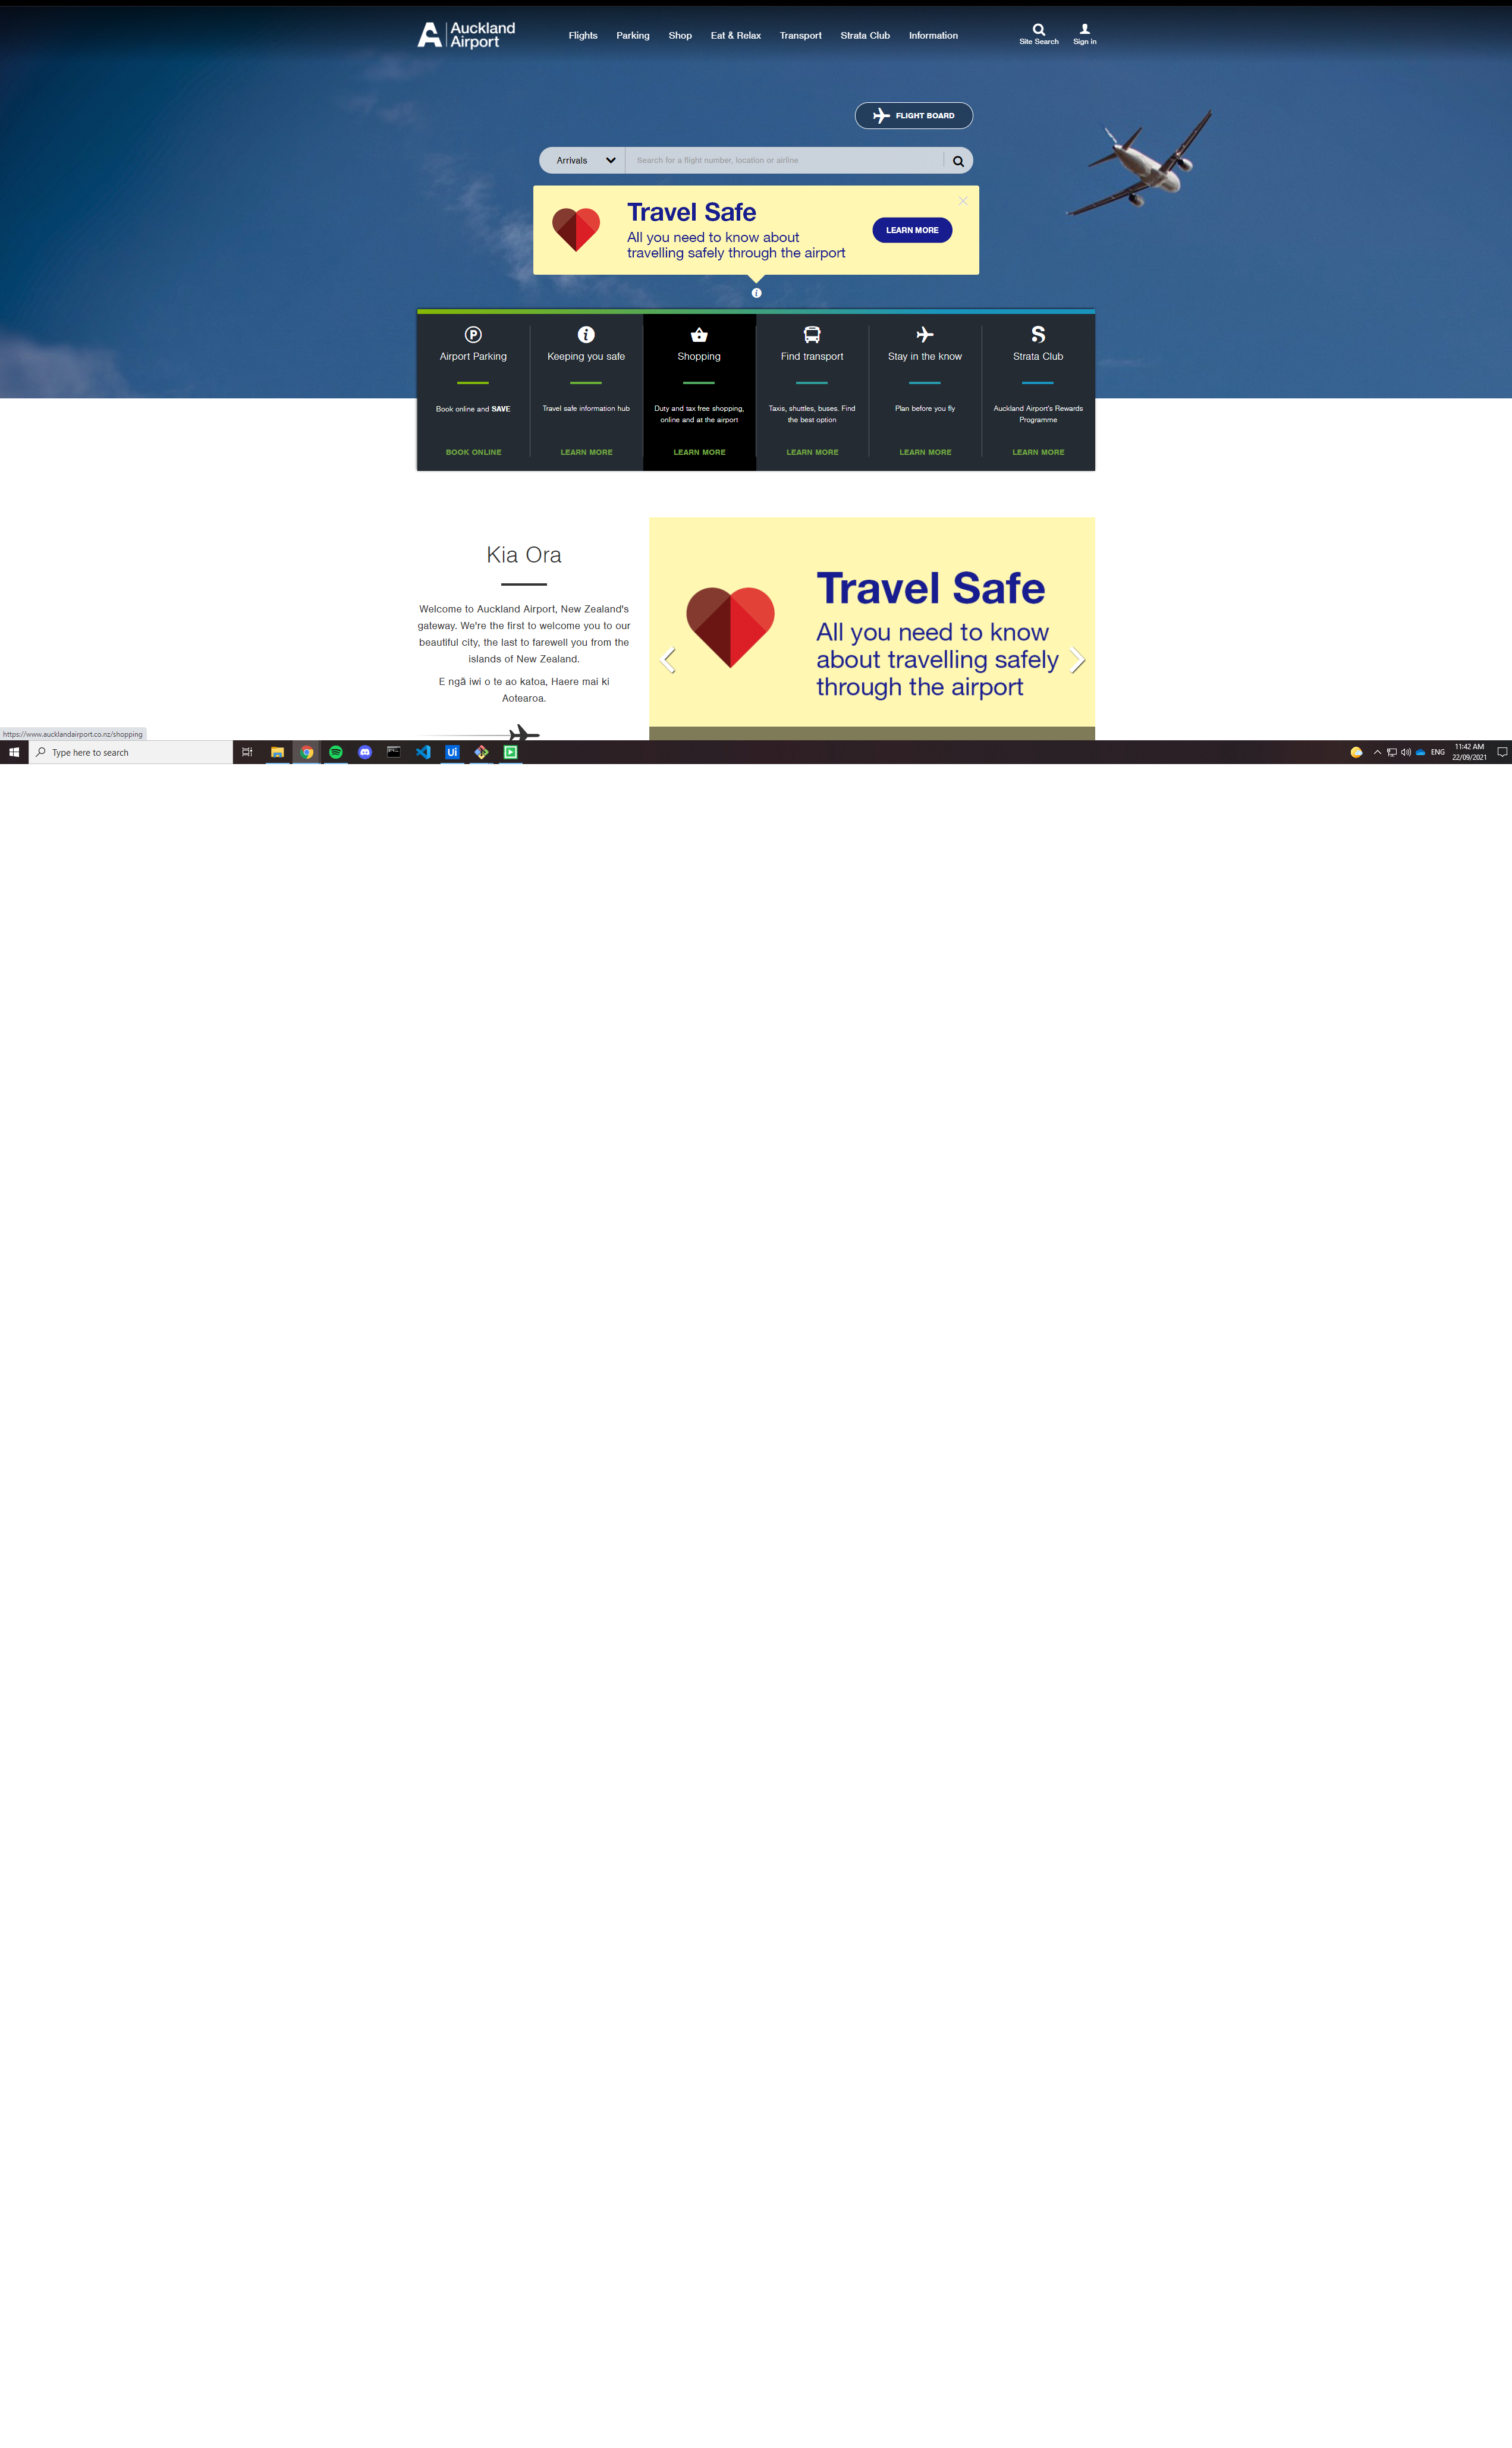 Auckland
Airport
Flights
Parking
Shop
Eat & Relax
Transport
Strata Club
Information
Site Search
Sign in
FLIGHT BOARD
Arrivals
Search for a flight number, location or airline
Travel Safe
All you need to know about
travelling safely through the airport
LEARN MORE
Airport Parking
Book online and SAVE
BOOK ONLINE
Keeping you safe
Travel safe information hub
LEARN MORE
Shopping
Duty and tax free shopping,
online and at the airport
LEARN MORE
Find transport
Taxis, shuttles, buses. Find
the best option
LEARN MORE
Stay in the know
Plan before you fly
LEARN MORE
Strata Club
Auckland Airport's Rewards
Programme
LEARN MORE
Kia Ora
Welcome to Auckland Airport, New Zealand's
gateway. We're the first to welcome you to our
beautiful city, the last to farewell you from the
islands of New Zealand.
E ngā iwi o te ao katoa, Haere mai ki
Aotearoa.
Travel Safe
All you need to know
about travelling safely
through the airport
https://www.aucklandairport.co.nz/shopping
Type here to search
Ui
ENG
11:42 AM
22/09/2021